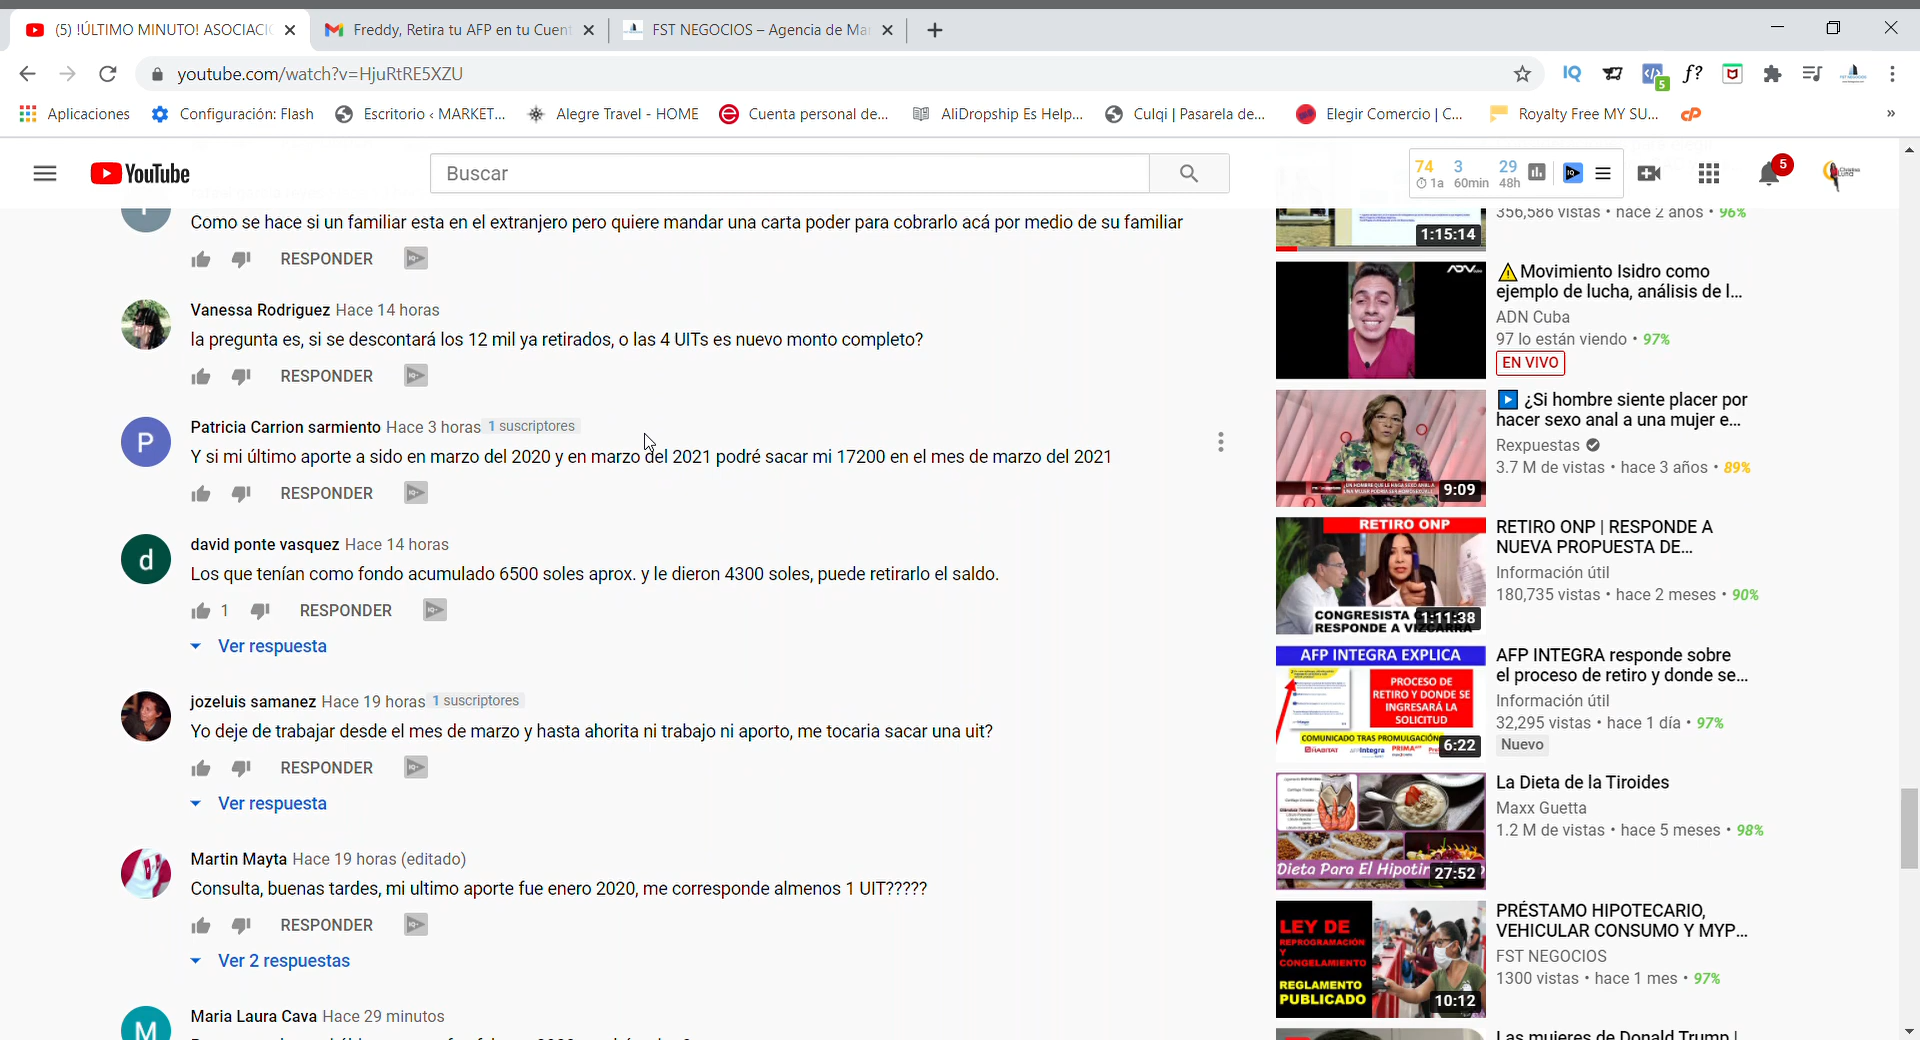 (5) !ÚLTIMO MINUTO! ASOCIACI
Freddy, Retira tu AFP en tu Cuent
FST NEGOCIOS – Agencia de Mar
youtube.com/watch?v=HjuRtRE5XZU
5
f?
Aplicaciones
Configuración: Flash
Escritorio ‹ MARKET...
Alegre Travel - HOME
Cuenta personal de...
AliDropship Es Help...
Culqi | Pasarela de...
Elegir Comercio | C...
Royalty Free MY SU...
»
YouTube
Buscar
74 3 29
1a 60min 48h
5
Como se hace si un familiar esta en el extranjero pero quiere mandar una carta poder para cobrarlo acá por medio de su familiar
RESPONDER
Vanessa Rodriguez Hace 14 horas
la pregunta es, si se descontará los 12 mil ya retirados, o las 4 UITs es nuevo monto completo?
RESPONDER
P
Patricia Carrion sarmiento Hace 3 horas 1 suscriptores
Y si mi último aporte a sido en marzo del 2020 y en marzo del 2021 podré sacar mi 17200 en el mes de marzo del 2021
RESPONDER
d
david ponte vasquez Hace 14 horas
Los que tenían como fondo acumulado 6500 soles aprox. y le dieron 4300 soles, puede retirarlo el saldo.
1 RESPONDER
Ver respuesta
jozeluis samanez Hace 19 horas 1 suscriptores
Yo deje de trabajar desde el mes de marzo y hasta ahorita ni trabajo ni aporto, me tocaria sacar una uit?
RESPONDER
Ver respuesta
Martin Mayta Hace 19 horas (editado)
Consulta, buenas tardes, mi ultimo aporte fue enero 2020, me corresponde almenos 1 UIT?????
RESPONDER
Ver 2 respuestas
M
Maria Laura Cava Hace 29 minutos
1:15:14
356,586 vistas • hace 2 años • 96%
ADN
Movimiento Isidro como
ejemplo de lucha, análisis de l...
ADN Cuba
97 lo están viendo • 97%
EN VIVO
9:09
¿Si hombre siente placer por
hacer sexo anal a una mujer e...
Rexpuestas
3.7 M de vistas • hace 3 años • 89%
RETIRO ONP
CONGRESISTA
RESPONDE A VIZCARRA
1:11:38
RETIRO ONP | RESPONDE A
NUEVA PROPUESTA DE...
Información útil
180,735 vistas • hace 2 meses • 90%
AFP INTEGRA EXPLICA
PROCESO DE
RETIRO Y DONDE SE
INGRESARÁ LA
SOLICITUD
COMUNICADO TRAS PROMULGACIÓN
HABITAT Integra PRIMA
6:22
AFP INTEGRA responde sobre
el proceso de retiro y donde se...
Información útil
32,295 vistas • hace 1 día • 97%
Nuevo
Dieta Para El Hipotir
27:52
La Dieta de la Tiroides
Maxx Guetta
1.2 M de vistas • hace 5 meses • 98%
LEY DE
REPROGRAMACIÓN
Y
CONGELAMIENTO
REGLAMENTO
PUBLICADO
10:12
PRÉSTAMO HIPOTECARIO,
VEHICULAR CONSUMO Y MYP...
FST NEGOCIOS
1300 vistas • hace 1 mes • 97%
Las mujeres de Donald Trump |